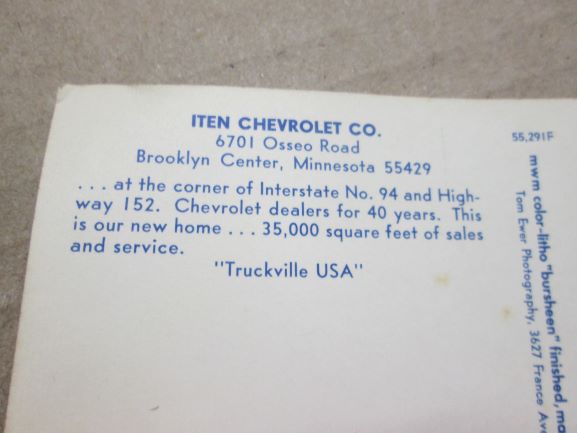 ITEN CHEVROLET CO.
6701 Osseo Road
Brooklyn Center, Minnesota 55429
. . . at the corner of Interstate No. 94 and High-
way 152. Chevrolet dealers for 40 years. This
is our new home . . . 35,000 square feet of sales
and service.
"Truckville USA"
55,291F
mwm color-litho "bursheen" finished, ma
Tom Ewer Photography, 3627 France Av